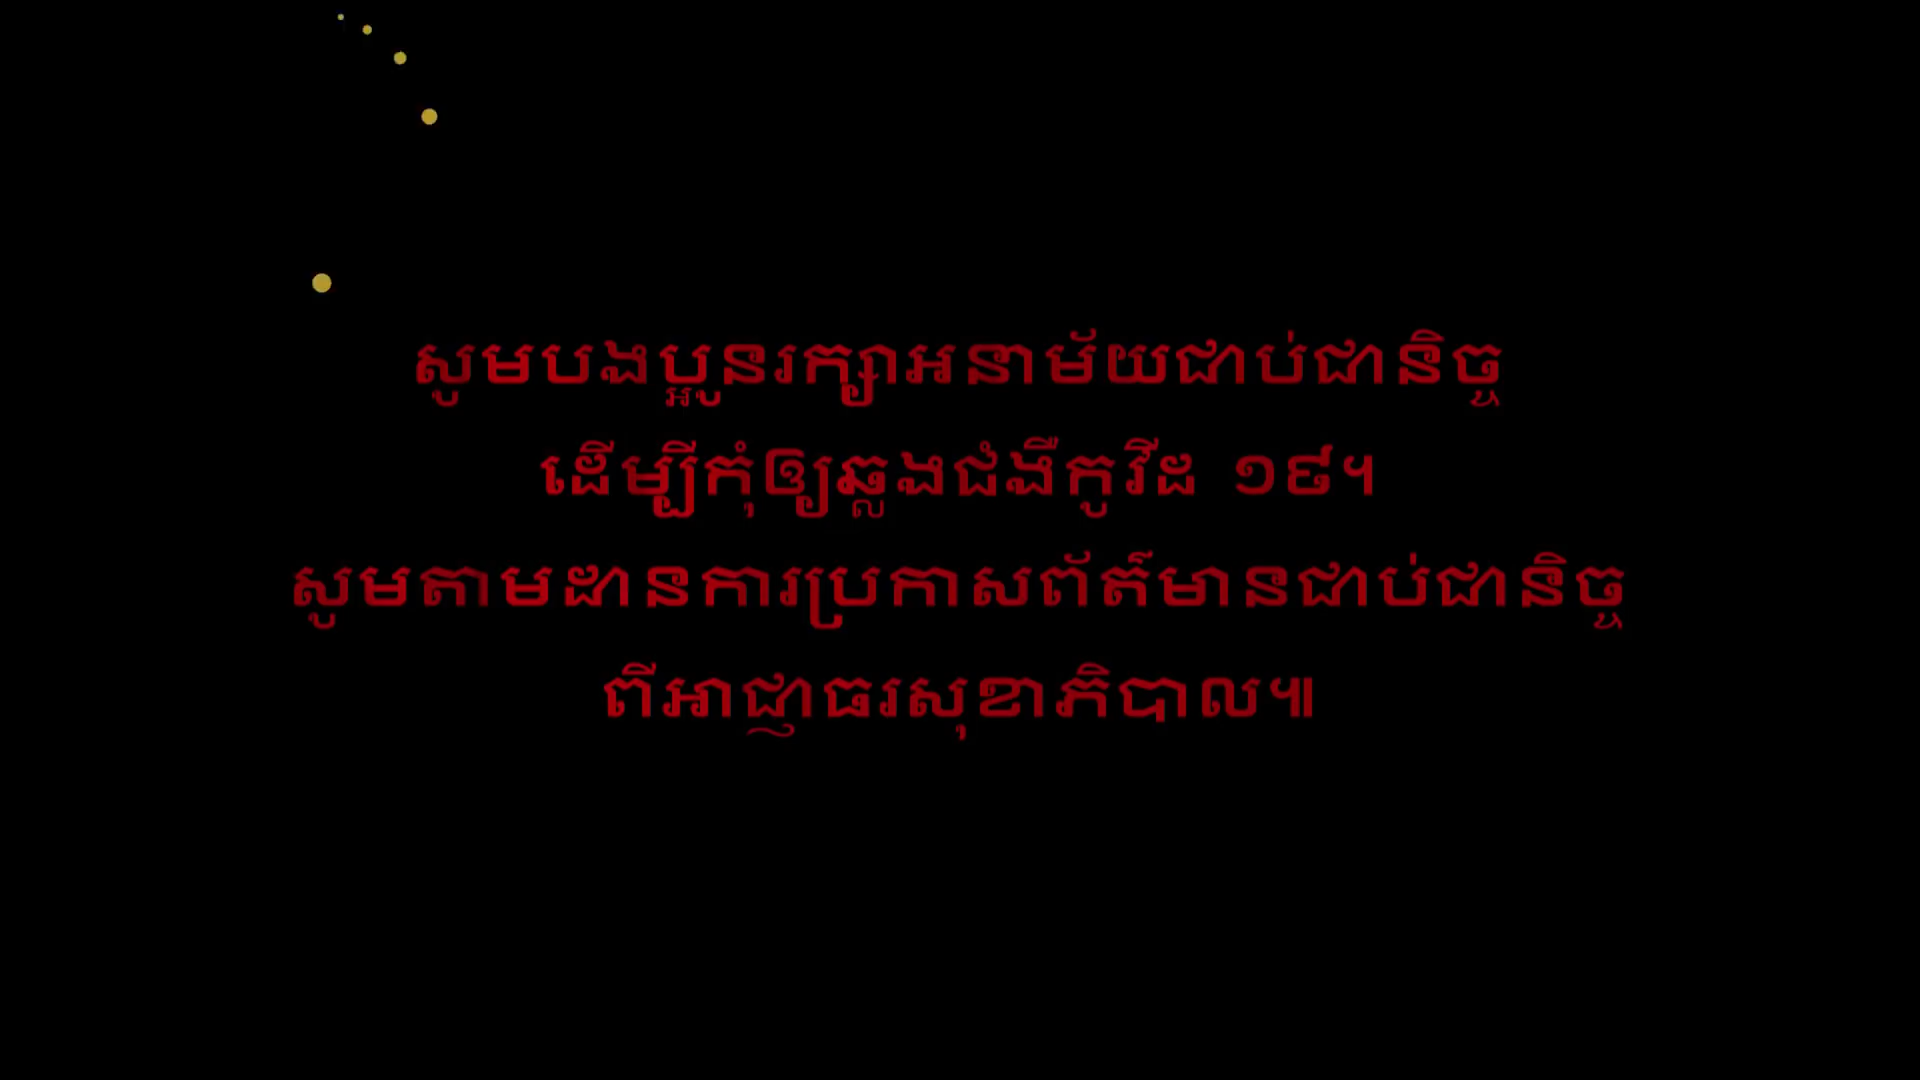 សូមបងប្អូនរក្សាអនាម័យជាប់ជានិច្ច
ដើម្បីកុំឲ្យឆ្លងជំងឺកូវីដ ១៩។
សូមតាមដានការប្រកាសព័ត៌មានជាប់ជានិច្ច
ពីអាជ្ញាធរសុខាភិបាល៕